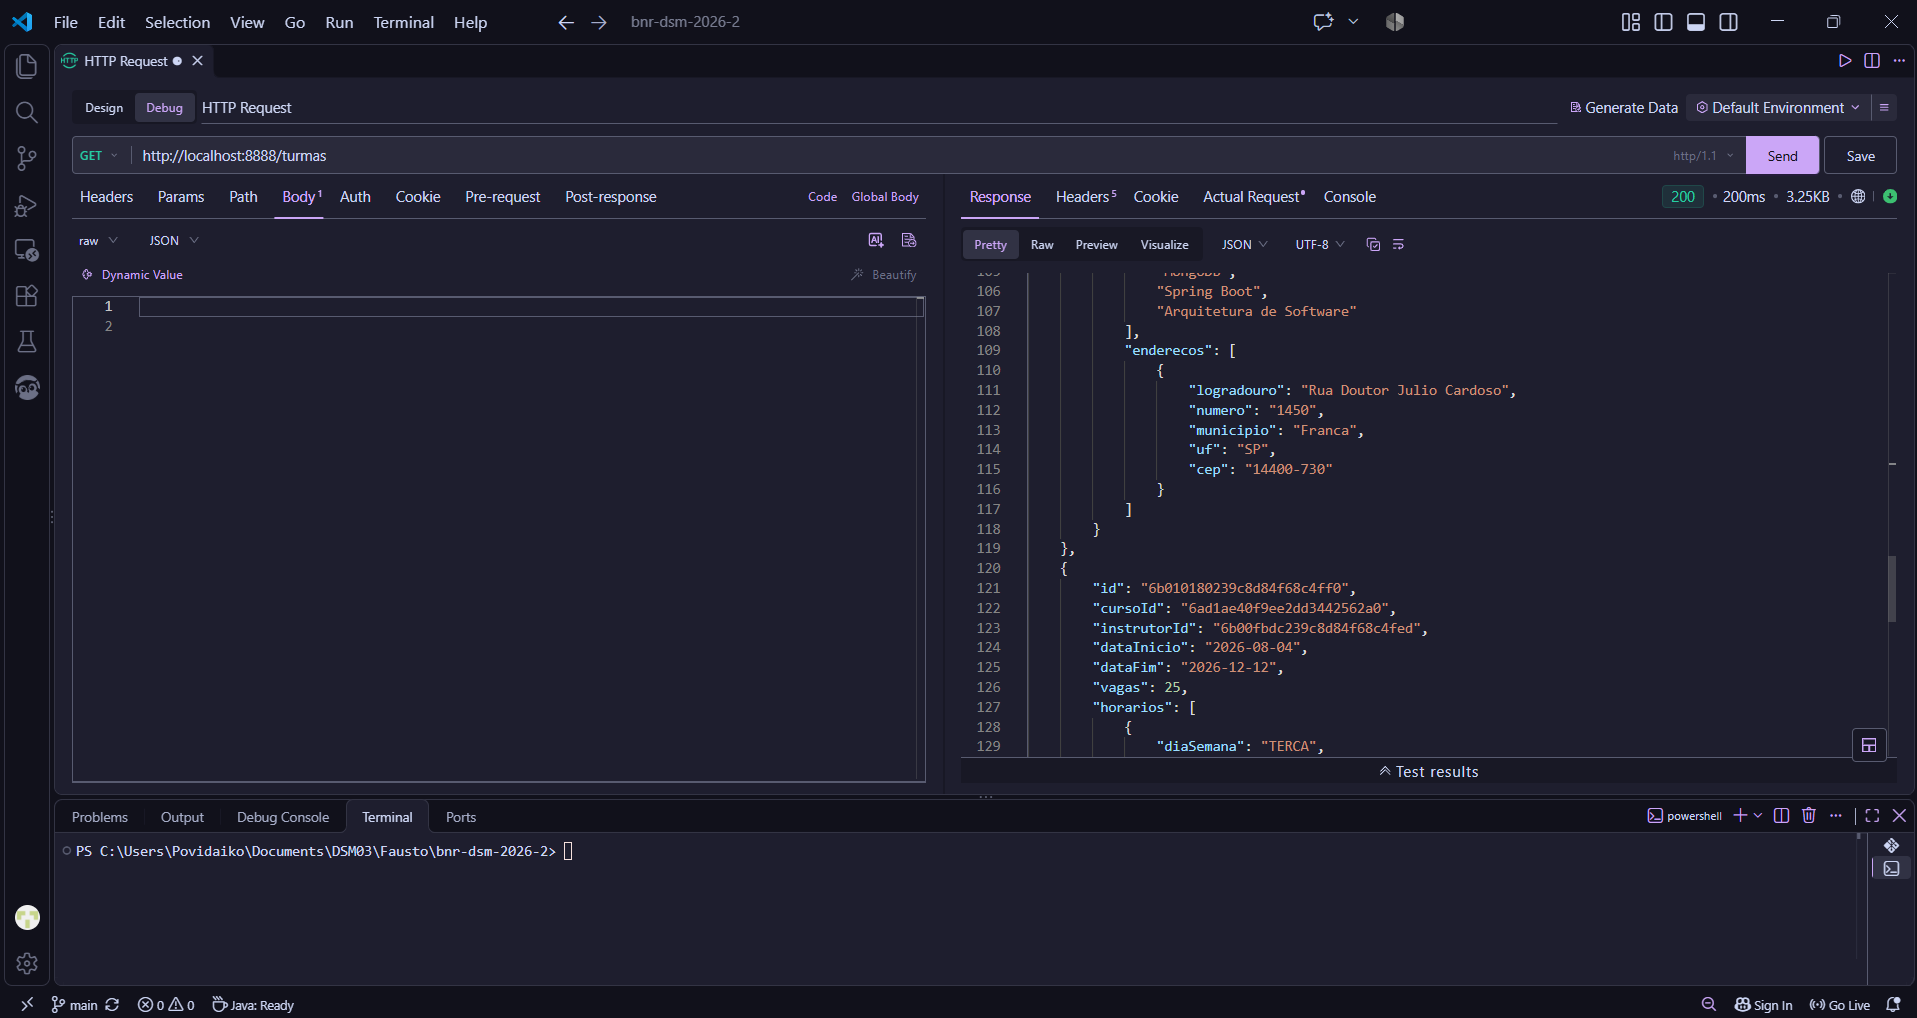 File Edit Selection View Go Run Terminal Help bnr-dsm-2026-2
HTTP HTTP Request
Design Debug HTTP Request Generate Data Default Environment
GET http://localhost:8888/turmas http/1.1 Send Save
Headers Params Path Body 1 Auth Cookie Pre-request Post-response Code Global Body
raw JSON
AI
Dynamic Value Beautify
1
2
Response Headers 5 Cookie Actual Request Console 200 200ms 3.25KB
Pretty Raw Preview Visualize JSON UTF-8
105 "MongoDB",
106 "Spring Boot",
107 "Arquitetura de Software"
108 ],
109 "enderecos": [
110 {
111 "logradouro": "Rua Doutor Julio Cardoso",
112 "numero": "1450",
113 "municipio": "Franca",
114 "uf": "SP",
115 "cep": "14400-730"
116 }
117 ]
118 }
119 },
120 {
121 "id": "6b010180239c8d84f68c4ff0",
122 "cursoId": "6ad1ae40f9ee2dd3442562a0",
123 "instrutorId": "6b00fbdc239c8d84f68c4fed",
124 "dataInicio": "2026-08-04",
125 "dataFim": "2026-12-12",
126 "vagas": 25,
127 "horarios": [
128 {
129 "diaSemana": "TERCA",
Test results
Problems Output Debug Console Terminal Ports powershell
PS C:\Users\Povidaiko\Documents\DSM03\Fausto\bnr-dsm-2026-2>
main 0 0 Java: Ready Sign In Go Live